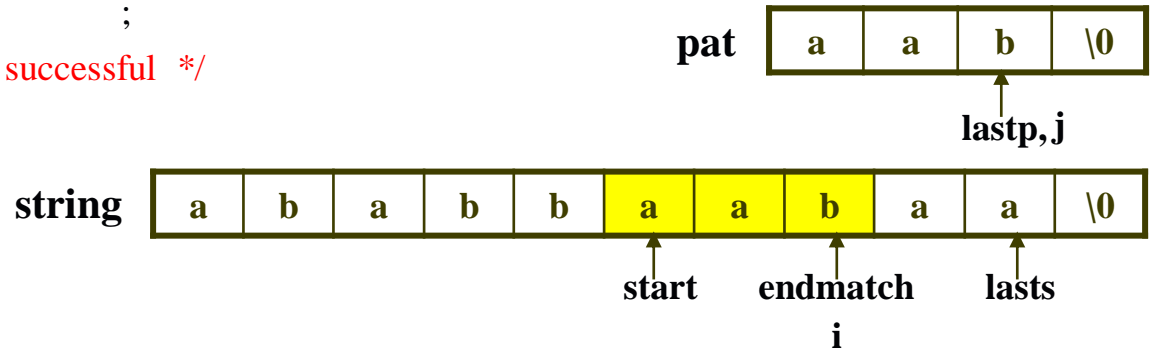 ;
successful */
pat a a b \0
lastp, j
string a b a b b a a b a a \0
start endmatch lasts
i